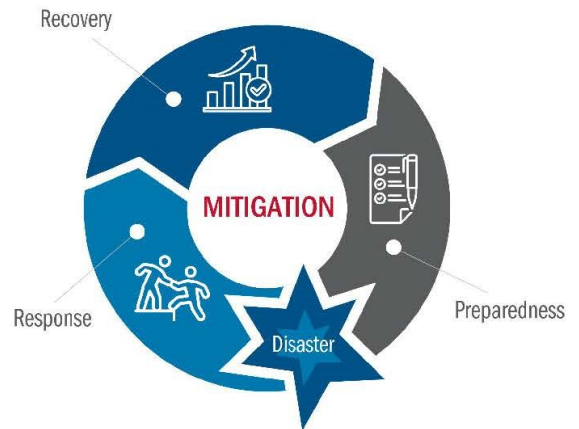 Recovery
MITIGATION
Preparedness
Response
Disaster